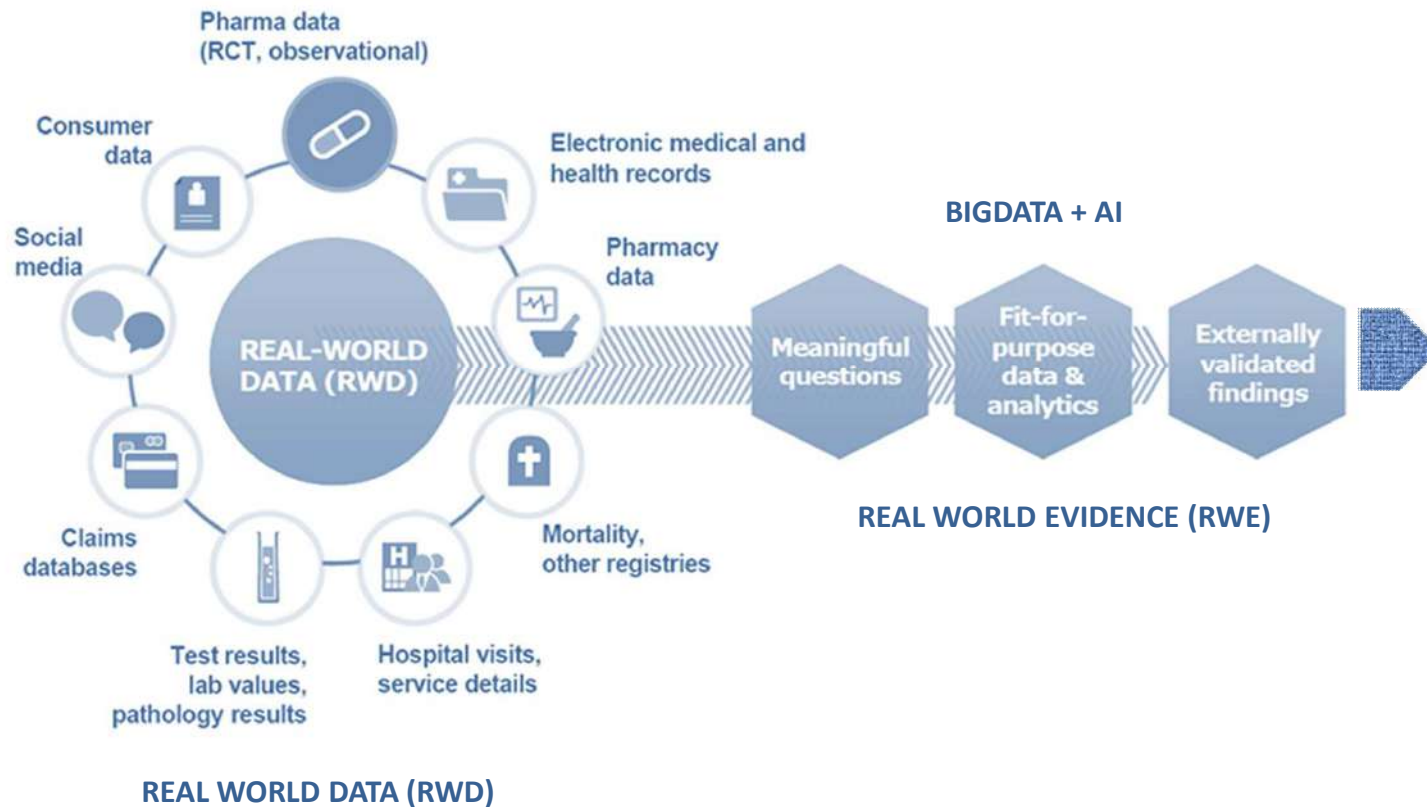 Pharma data
(RCT, observational)
Consumer
data
Electronic medical and
health records
BIGDATA + AI
Social
media
Pharmacy
data
REAL-WORLD
DATA (RWD)
Meaningful
questions
Fit-for-
purpose
data &
analytics
Externally
validated
findings
Claims
databases
Mortality,
other registries
REAL WORLD EVIDENCE (RWE)
H
Test results,
lab values,
pathology results
Hospital visits,
service details
REAL WORLD DATA (RWD)